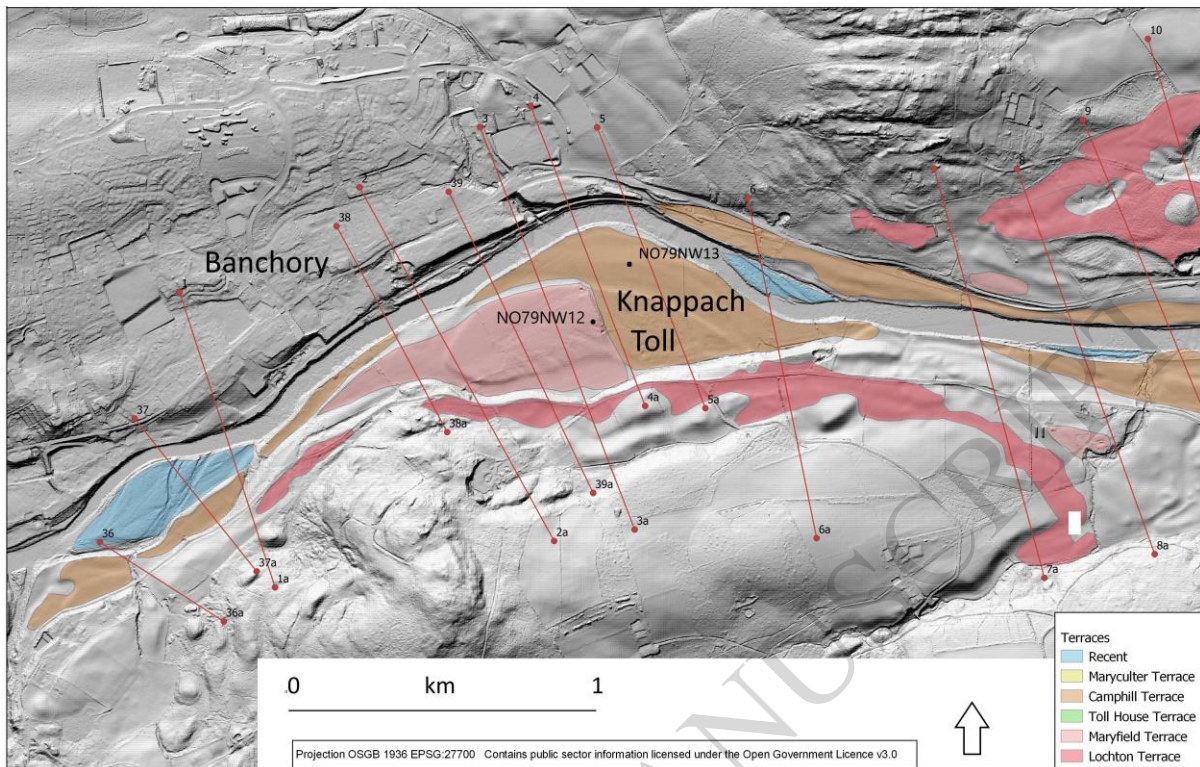 10
9
3
5
2
39
6
38
NO79NW13
Banchory
Knappach
Toll
NO79NW12
37
4a
5a
38a
39a
36
3a
2a
6a
8a
37a
1a
7a
36a
0 km 1
Projection OSGB 1936 EPSG:27700 Contains public sector information licensed under the Open Government Licence v3.0
Terraces
Recent
Maryculter Terrace
Camphill Terrace
Toll House Terrace
Maryfield Terrace
Lochton Terrace